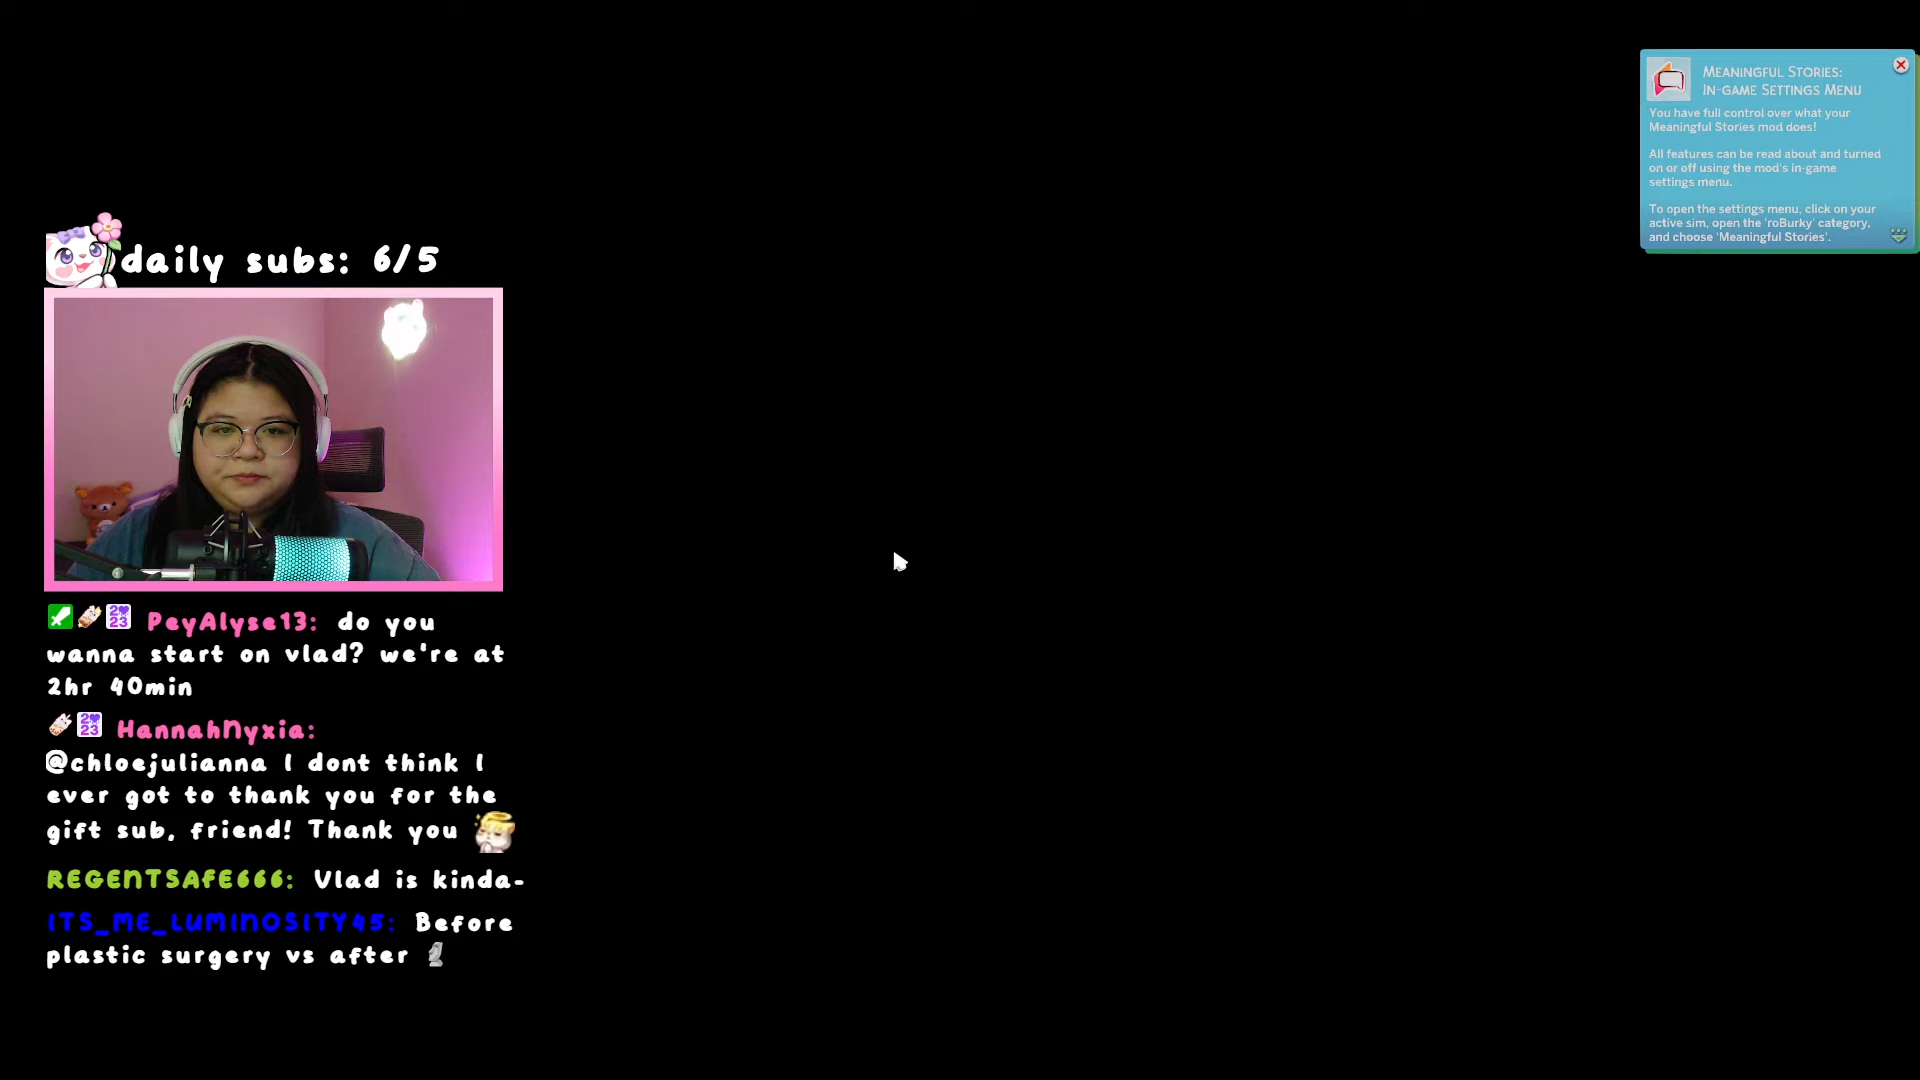 MEANINGFUL STORIES:
IN-GAME SETTINGS MENU
You have full control over what your
Meaningful Stories mod does!
All features can be read about and turned
on or off using the mod's in-game
settings menu.
To open the settings menu, click on your
active sim, open the 'roBurky' category,
and choose 'Meaningful Stories'.
daily subs: 6/5
PeyAlyse13: do you
wanna start on vlad? we're at
2hr 40min
HannahNyxia:
@chloejulianna I dont think I
ever got to thank you for the
gift sub, friend! Thank you
REGENTSAFE666: Vlad is kinda-
ITS_ME_LUMINOSITY45: Before
plastic surgery vs after
2023
2023